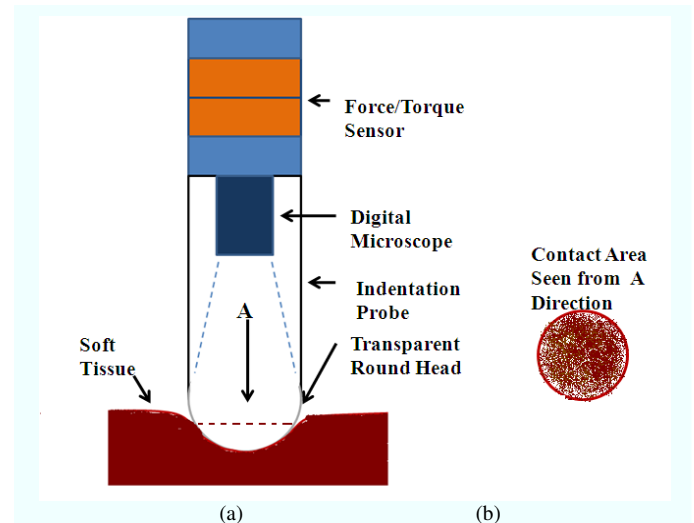 Force/Torque
Sensor
Digital
Microscope
Contact Area
Seen from A
Direction
Indentation
Probe
A
Soft
Tissue
Transparent
Round Head
(a)
(b)